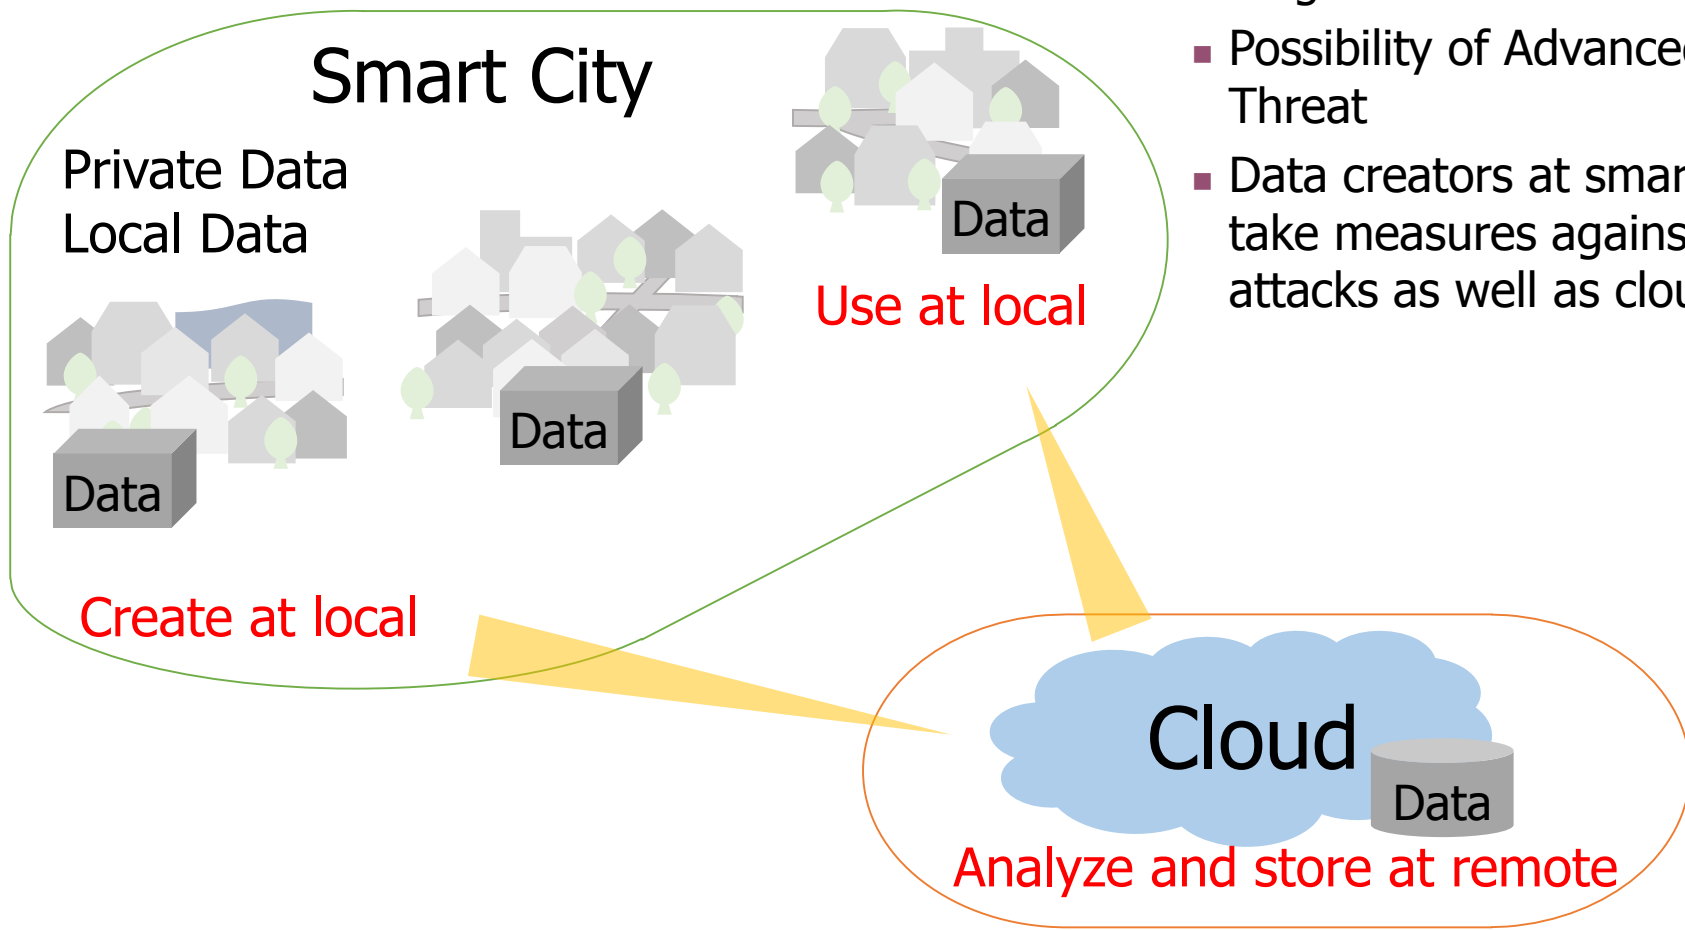 Smart City
Private Data
Local Data
Data
Use at local
Data
Data
Create at local
Cloud
Data
Analyze and store at remote
Possibility of Advanced
Threat
Data creators at smar
take measures agains
attacks as well as clou